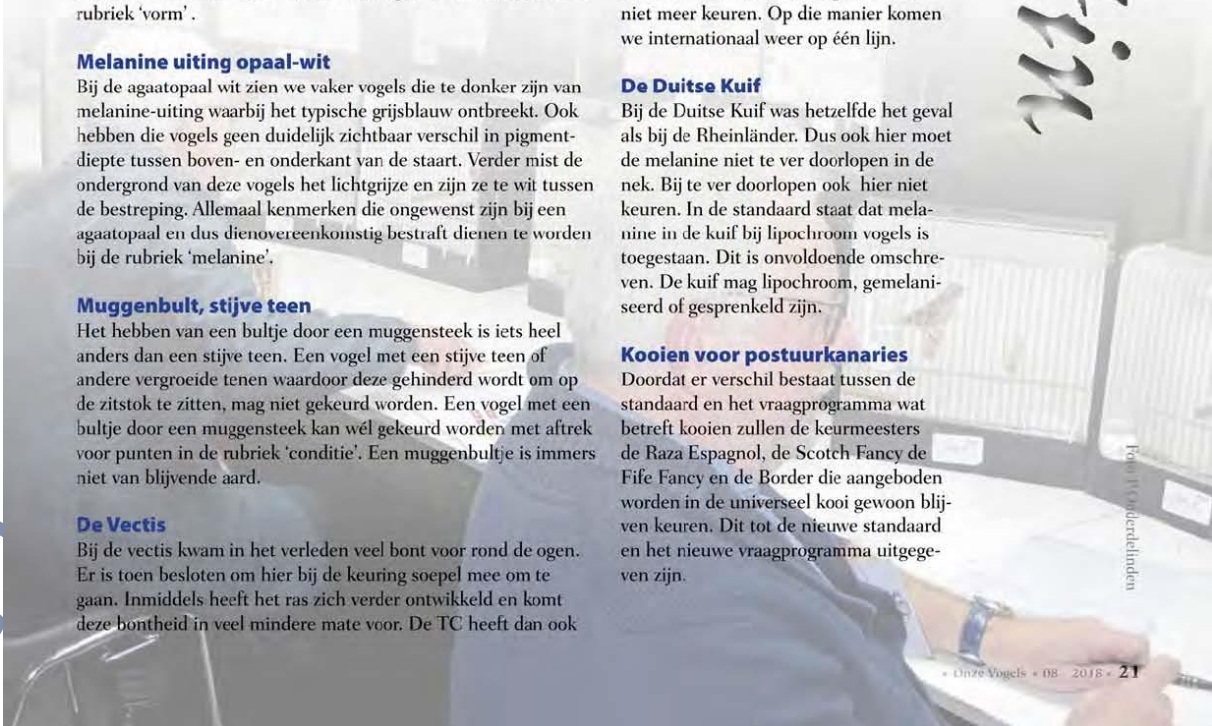 rubriek ‘vorm’ .
Melanine uiting opaal-wit
Bij de agaatopaal wit zien we vaker vogels die te donker zijn van
melanine-uiting waarbij het typische grijsblauw ontbreekt. Ook
hebben die vogels geen duidelijk zichtbaar verschil in pigment-
diepte tussen boven- en onderkant van de staart. Verder mist de
ondergrond van deze vogels het lichtgrijze en zijn ze te wit tussen
de bestreping. Allemaal kenmerken die ongewenst zijn bij een
agaatopaal en dus dienovereenkomstig bestraft dienen te worden
bij de rubriek ‘melanine’.
Muggenbult, stijve teen
Het hebben van een bultje door een muggensteek is iets heel
anders dan een stijve teen. Een vogel met een stijve teen of
andere vergroeide tenen waardoor deze gehinderd wordt om op
de zitstok te zitten, mag niet gekeurd worden. Een vogel met een
bultje door een muggensteek kan wél gekeurd worden met aftrek
voor punten in de rubriek ‘conditie’. Een muggenbultje is immers
niet van blijvende aard.
De Vectis
Bij de vectis kwam in het verleden veel bont voor rond de ogen.
Er is toen besloten om hier bij de keuring soepel mee om te
gaan. Inmiddels heeft het ras zich verder ontwikkeld en komt
deze bontheid in veel mindere mate voor. De TC heeft dan ook
niet meer keuren. Op die manier komen
we internationaal weer op één lijn.
De Duitse Kuif
Bij de Duitse Kuif was hetzelfde het geval
als bij de Rheinländer. Dus ook hier moet
de melanine niet te ver doorlopen in de
nek. Bij te ver doorlopen ook hier niet
keuren. In de standaard staat dat mela-
nine in de kuif bij lipochroom vogels is
toegestaan. Dit is onvoldoende omschre-
ven. De kuif mag lipochroom, gemelani-
seerd of gesprenkeld zijn.
Kooien voor postuurkanaries
Doordat er verschil bestaat tussen de
standaard en het vraagprogramma wat
betreft kooien zullen de keurmeesters
de Raza Espagnol, de Scotch Fancy de
Fife Fancy en de Border die aangeboden
worden in de universeel kooi gewoon blij-
ven keuren. Dit tot de nieuwe standaard
en het nieuwe vraagprogramma uitgege-
ven zijn.
Onderdelinden
• Onze Vogels • 08 - 2018 • 21